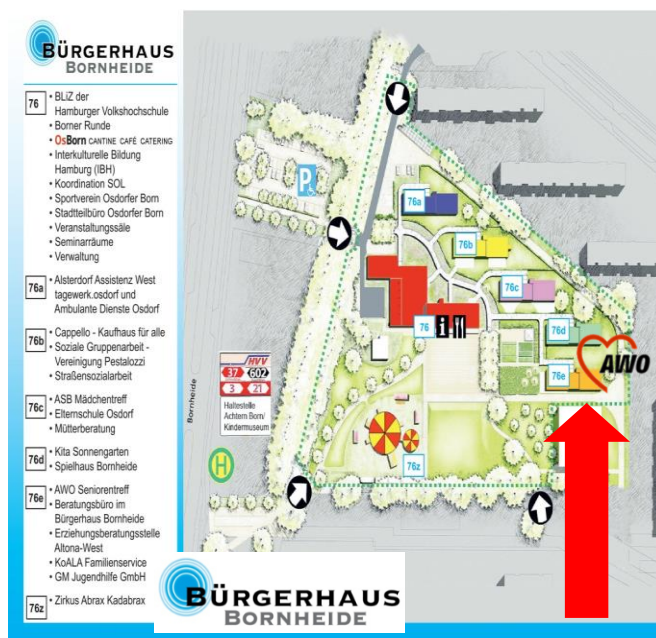 BÜRGERHAUS
BORNHEIDE
76
• BLiZ der
Hamburger Volkshochschule
• Borner Runde
• OsBorn CANTINE CAFÉ CATERING
• Interkulturelle Bildung
Hamburg (IBH)
• Koordination SOL
• Sportverein Osdorfer Born
• Stadtteilbüro Osdorfer Born
• Veranstaltungssäle
• Seminarräume
• Verwaltung
76a
• Alsterdorf Assistenz West
tagewerk.osdorf und
Ambulante Dienste Osdorf
76b
• Cappello - Kaufhaus für alle
• Soziale Gruppenarbeit -
Vereinigung Pestalozzi
• Straßensozialarbeit
76c
• ASB Mädchentreff
• Elternschule Osdorf
• Mütterberatung
76d
• Kita Sonnengarten
• Spielhaus Bornheide
76e
• AWO Seniorentreff
• Beratungsbüro im
Bürgerhaus Bornheide
• Erziehungsberatungsstelle
Altona-West
• KoALA Familienservice
• GM Jugendhilfe GmbH
76z
• Zirkus Abrax Kadabrax
P
76a
76b
76c
76 i
76d
AWO
76e
HVV
37 602
3 21
Haltestelle
Achtern Born/
Kindermuseum
Bornheide
H
76z
BÜRGERHAUS
BORNHEIDE